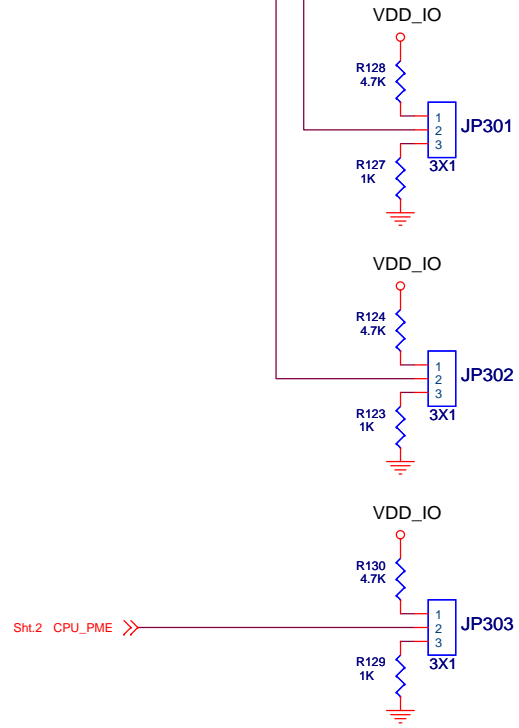 VDD_IO
R128
4.7K
1
2
3
JP301
R127
1K
3X1
VDD_IO
R124
4.7K
1
2
3
JP302
R123
1K
3X1
VDD_IO
R130
4.7K
1
2
3
JP303
Sht.2 CPU_PME
R129
1K
3X1